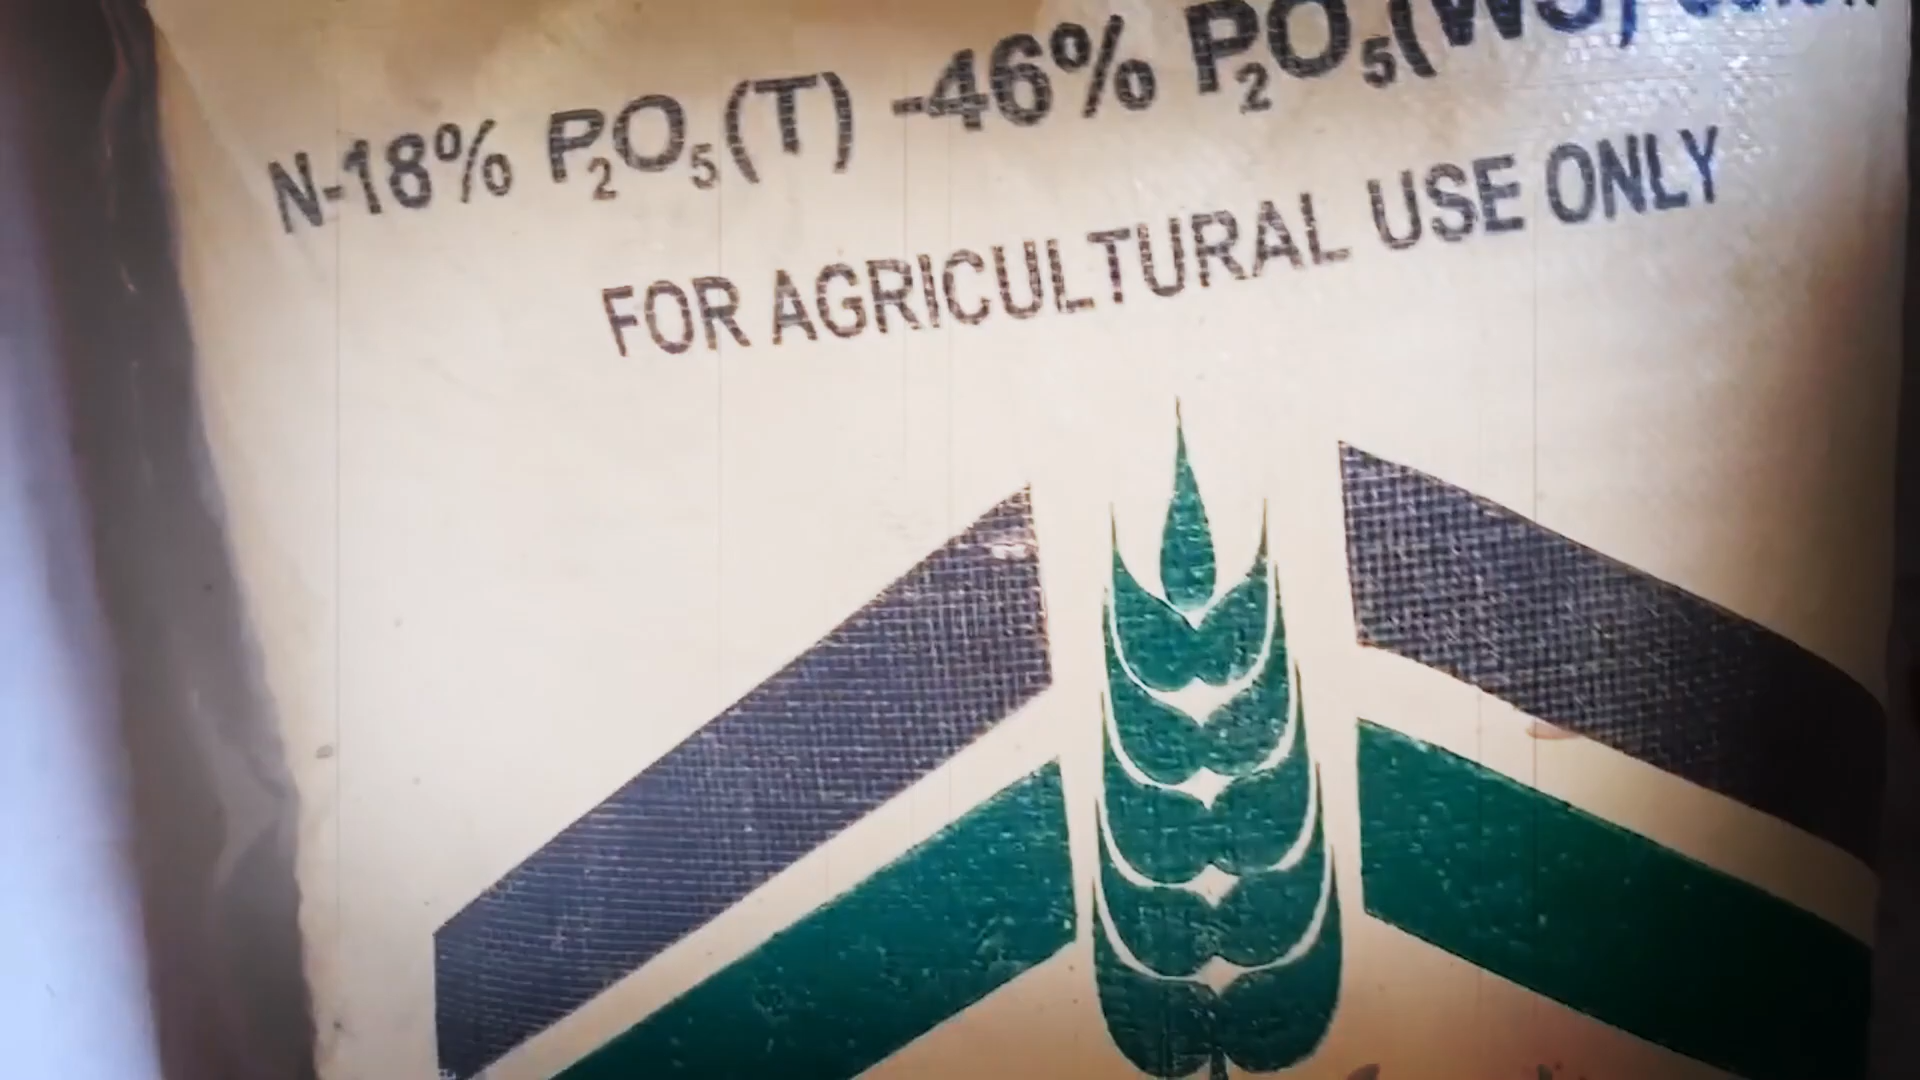 N-18% P₂O₅(T) -46% P₂O₅(WS)
FOR AGRICULTURAL USE ONLY